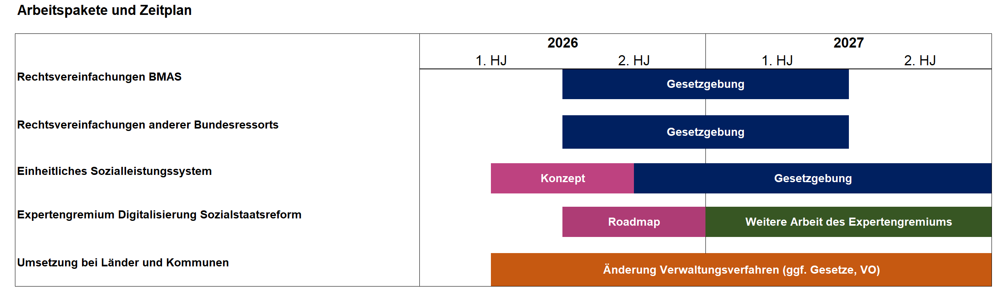 Arbeitspakete und Zeitplan
2026 2027
1. HJ 2. HJ 1. HJ 2. HJ
Rechtsvereinfachungen BMAS Gesetzgebung
Rechtsvereinfachungen anderer Bundesressorts Gesetzgebung
Einheitliches Sozialleistungssystem Konzept Gesetzgebung
Expertengremium Digitalisierung Sozialstaatsreform Roadmap Weitere Arbeit des Expertengremiums
Umsetzung bei Länder und Kommunen Änderung Verwaltungsverfahren (ggf. Gesetze, VO)